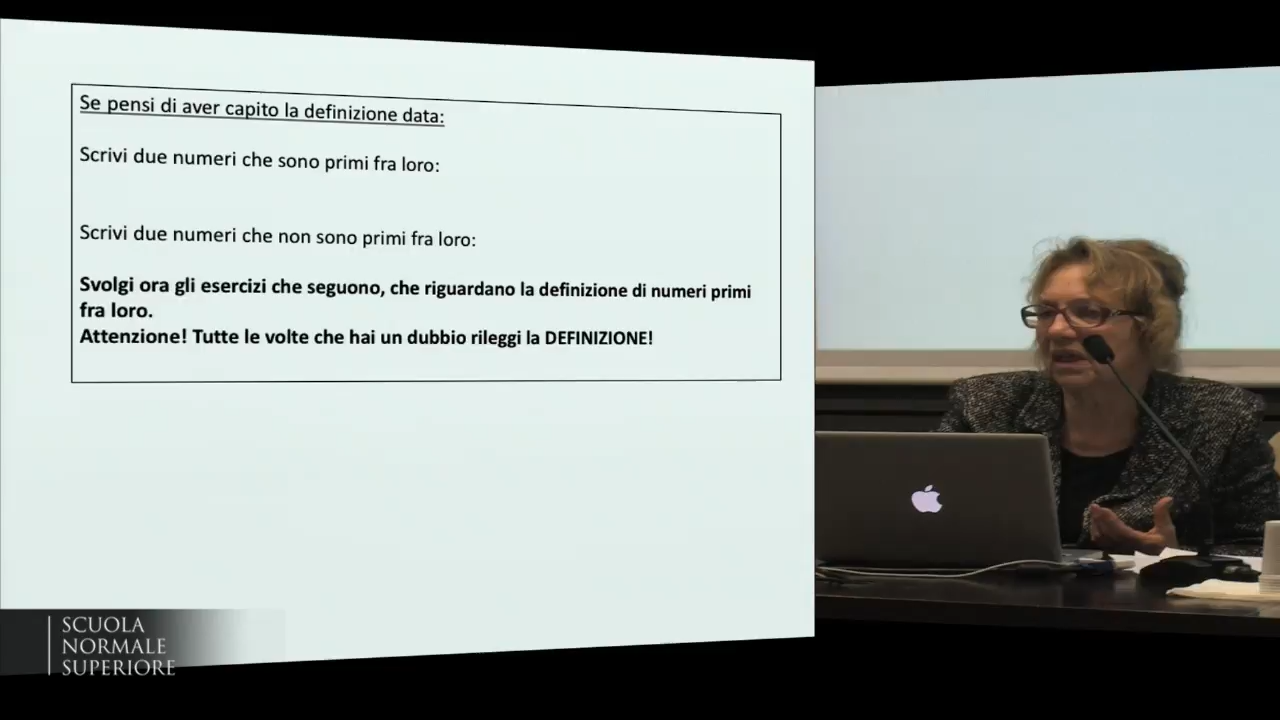 Se pensi di aver capito la definizione data:
Scrivi due numeri che sono primi fra loro:
Scrivi due numeri che non sono primi fra loro:
Svolgi ora gli esercizi che seguono, che riguardano la definizione di numeri primi
fra loro.
Attenzione! Tutte le volte che hai un dubbio rileggi la DEFINIZIONE!
SCUOLA
NORMALE
SUPERIORE